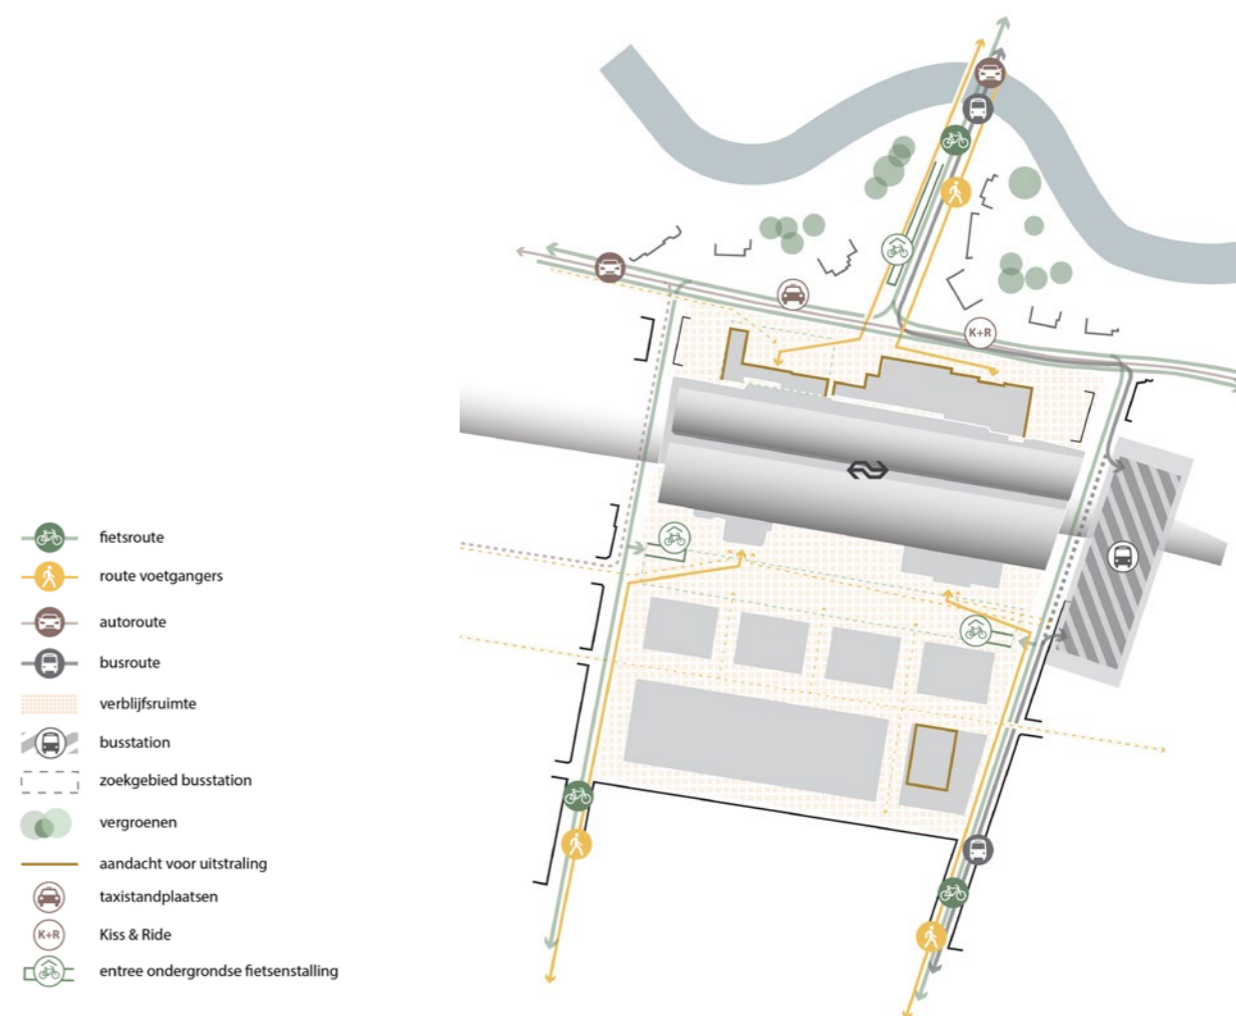 K+R
fietsroute
route voetgangers
autoroute
busroute
verblijfsruimte
busstation
zoekgebied busstation
vergroenen
aandacht voor uitstraling
taxistandplaatsen
K+R
Kiss & Ride
entree ondergrondse fietsenstalling